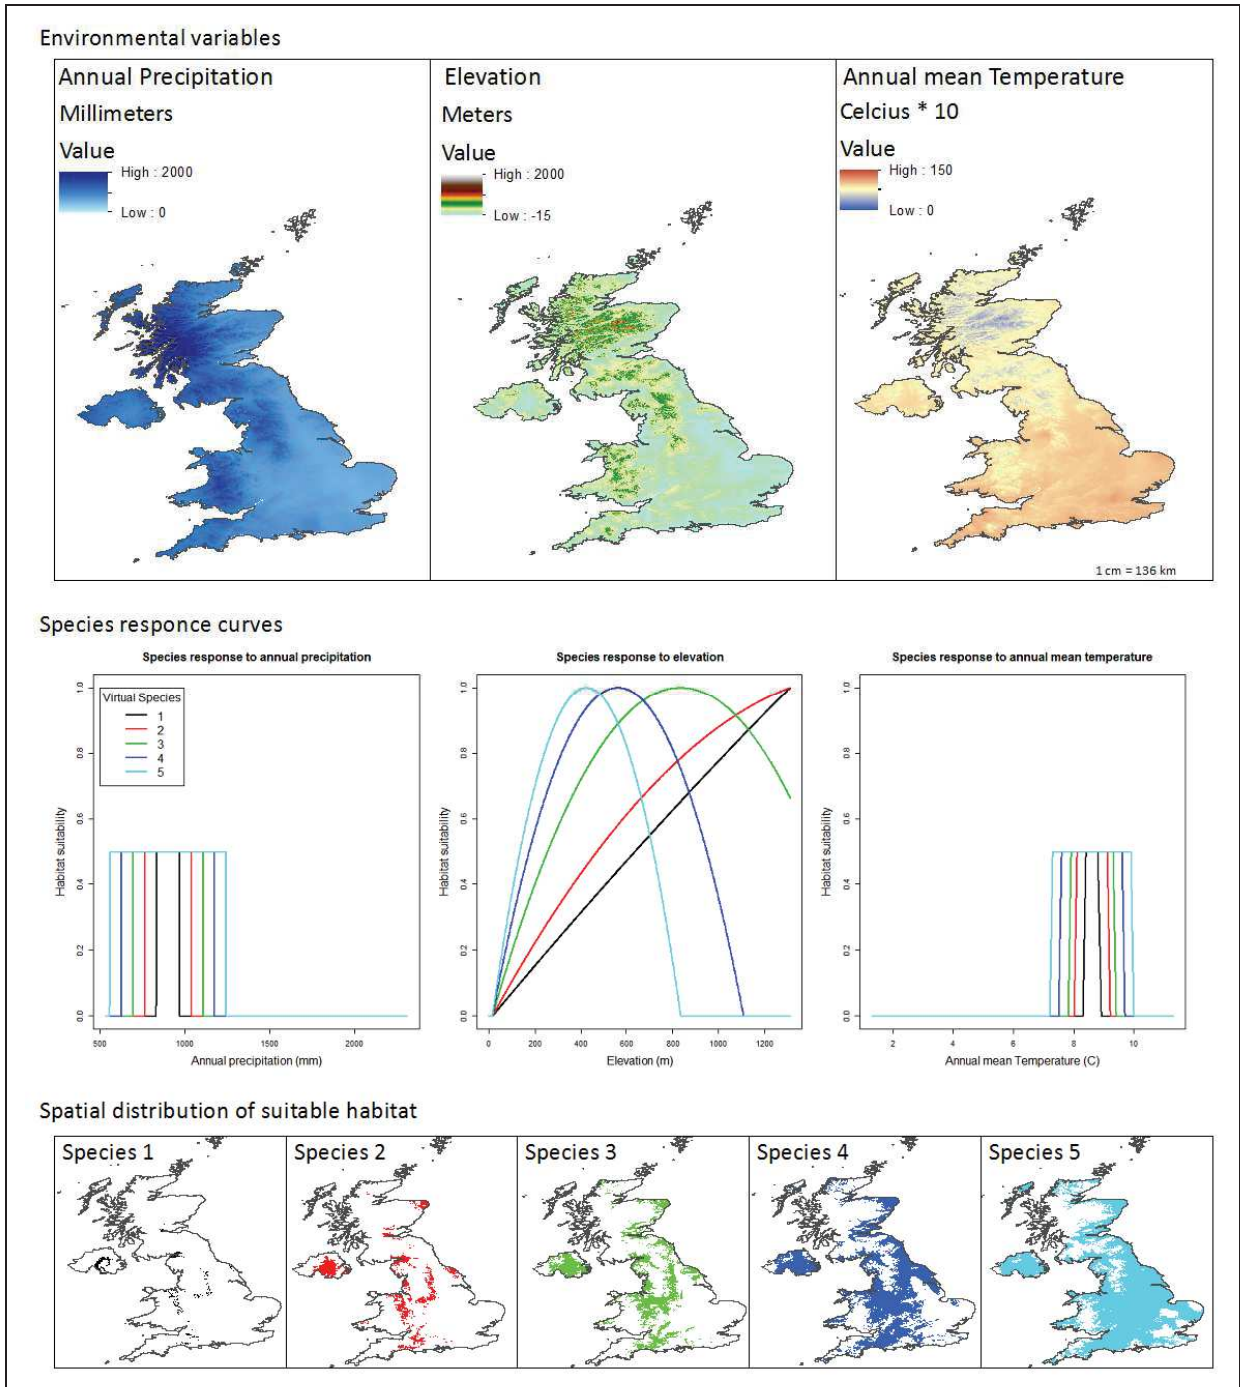 Environmental variables
Annual Precipitation
Millimeters
Value
High : 2000
Low : 0
Elevation
Meters
Value
High : 2000
Low : -15
Annual mean Temperature
Celcius * 10
Value
High : 150
Low : 0
1 cm = 136 km
Species responce curves
Species response to annual precipitation
Virtual Species
1
2
3
4
5
Habitat suitability
0.0
0.2
0.4
0.6
0.8
1.0
500
1000
1500
2000
Annual precipitation (mm)
Species response to elevation
Habitat suitability
0.0
0.2
0.4
0.6
0.8
1.0
0
200
400
600
800
1000
1200
Elevation (m)
Species response to annual mean temperature
Habitat suitability
0.0
0.2
0.4
0.6
0.8
1.0
2
4
6
8
10
Annual mean Temperature (C)
Spatial distribution of suitable habitat
Species 1
Species 2
Species 3
Species 4
Species 5